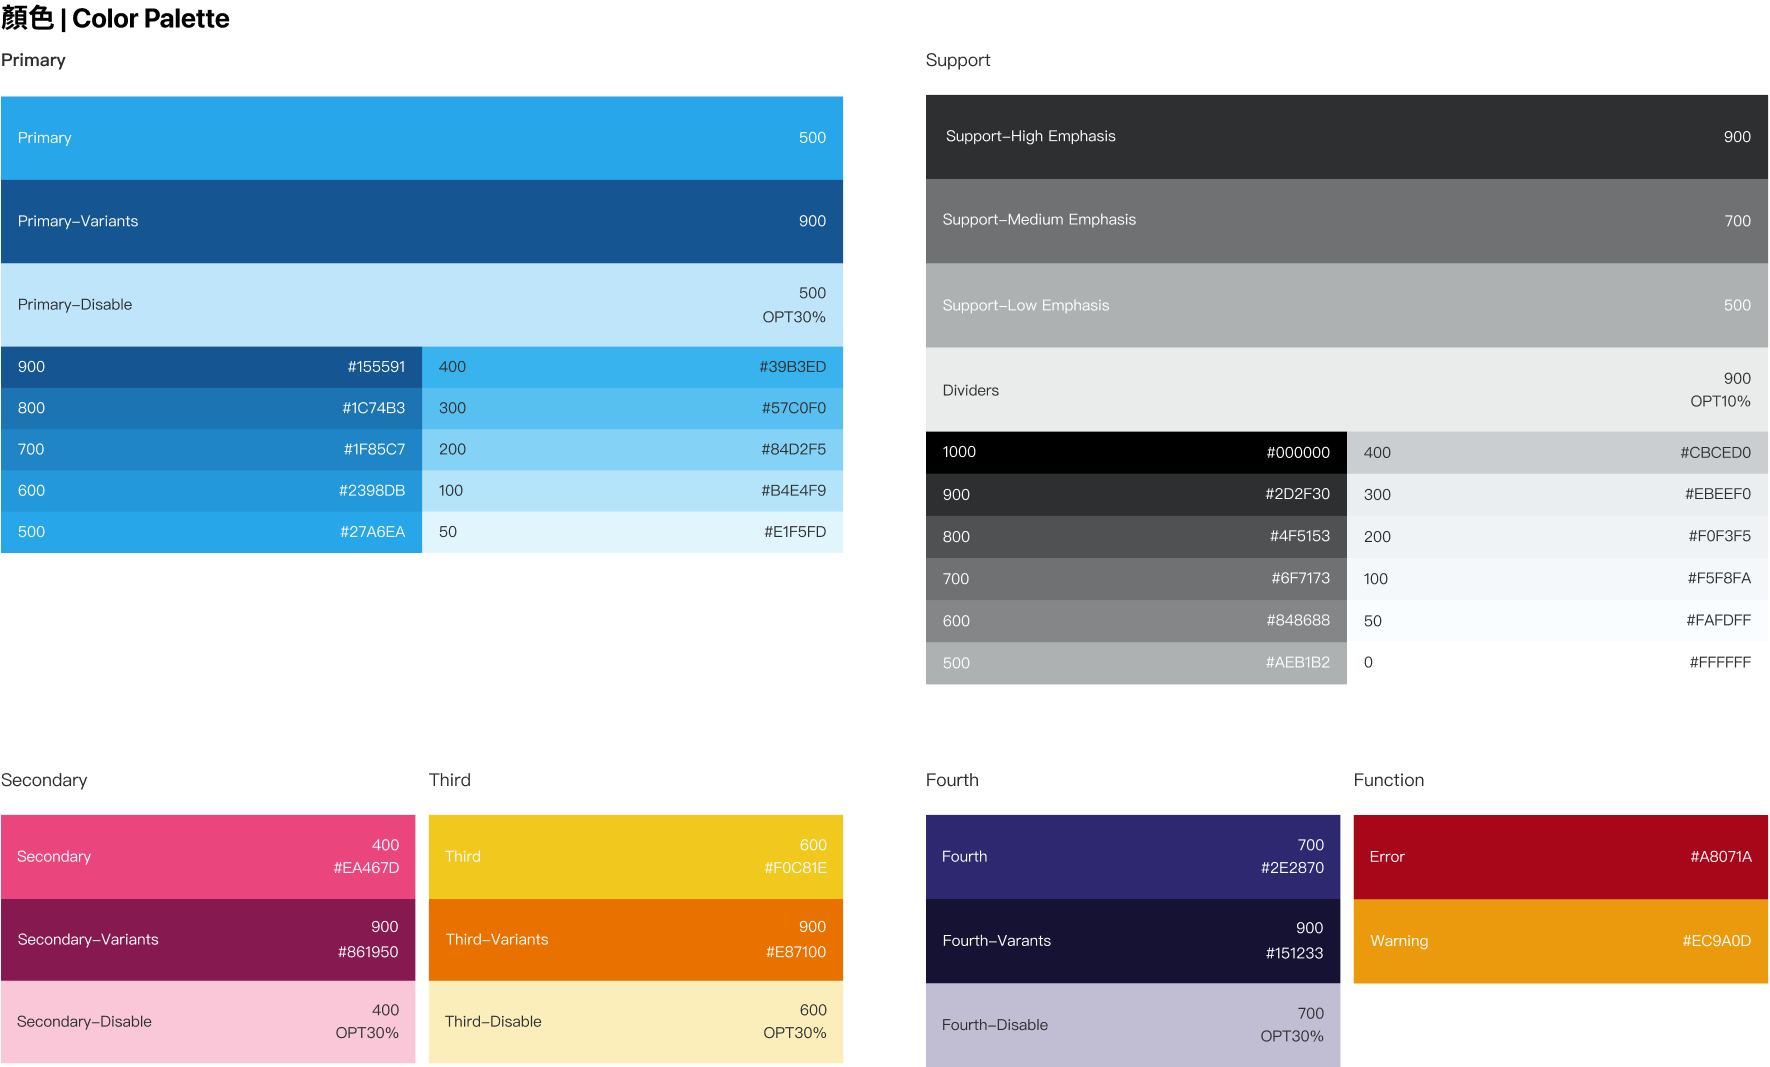 顏色 | Color Palette
Primary
Primary 500
Primary–Variants 900
Primary–Disable 500
OPT30%
900 #155591 400 #39B3ED
800 #1C74B3 300 #57C0F0
700 #1F85C7 200 #84D2F5
600 #2398DB 100 #B4E4F9
500 #27A6EA 50 #E1F5FD
Support
Support–High Emphasis 900
Support–Medium Emphasis 700
Support–Low Emphasis 500
Dividers 900
OPT10%
1000 #000000 400 #CBCED0
900 #2D2F30 300 #EBEEF0
800 #4F5153 200 #F0F3F5
700 #6F7173 100 #F5F8FA
600 #848688 50 #FAFDFF
500 #AEB1B2 0 #FFFFFF
Secondary
Secondary 400
#EA467D
Secondary–Variants 900
#861950
Secondary–Disable 400
OPT30%
Third
Third 600
#F0C81E
Third–Variants 900
#E87100
Third–Disable 600
OPT30%
Fourth
Fourth 700
#2E2870
Fourth–Varants 900
#151233
Fourth–Disable 700
OPT30%
Function
Error #A8071A
Warning #EC9A0D